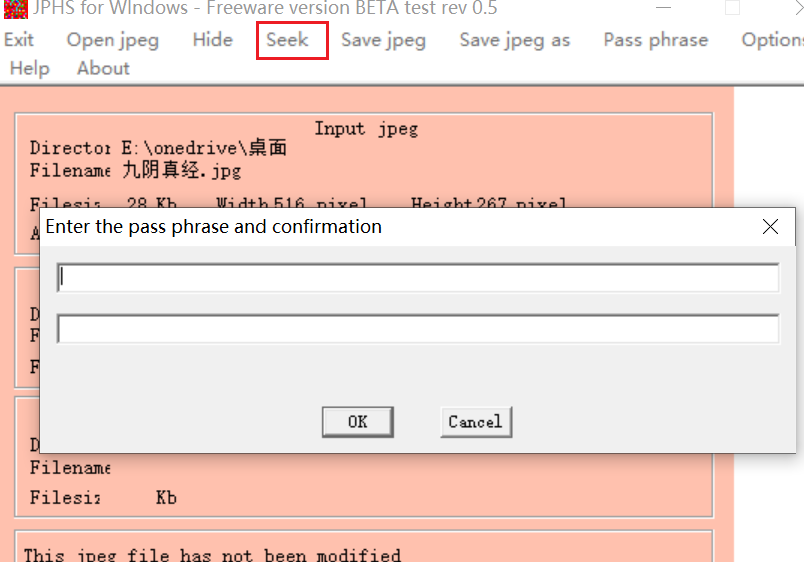 JPHS for WIndows - Freeware version BETA test rev 0.5
Exit Open jpeg Hide Seek Save jpeg Save jpeg as Pass phrase Option
Help About
Input jpeg
Director E:\onedrive\桌面
Filename 九阴真经.jpg
Filesiz 28 Kb Width 516 pixel Height 267 pixel
Enter the pass phrase and confirmation
OK Cancel
Filename
Filesiz Kb
This jpeg file has not been modified